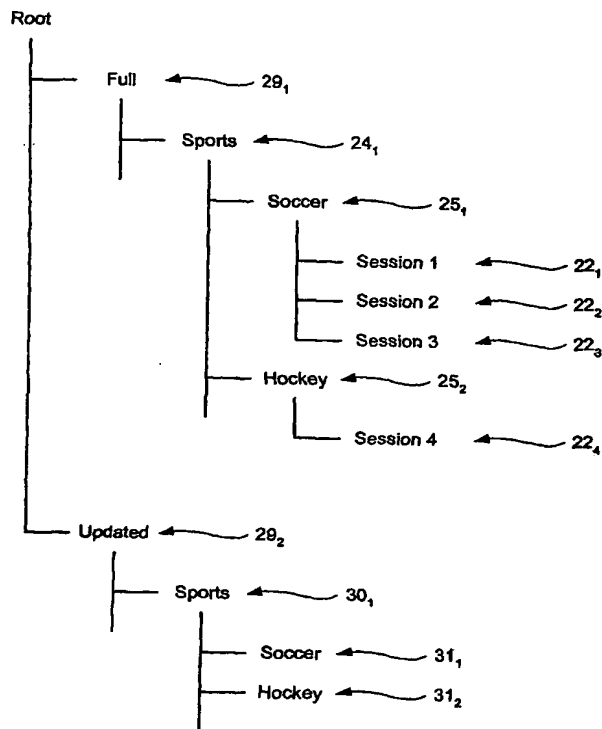 Root
Full 29₁
Sports 24₁
Soccer 25₁
Session 1 22₁
Session 2 22₂
Session 3 22₃
Hockey 25₂
Session 4 22₄
Updated 29₂
Sports 30₁
Soccer 31₁
Hockey 31₂